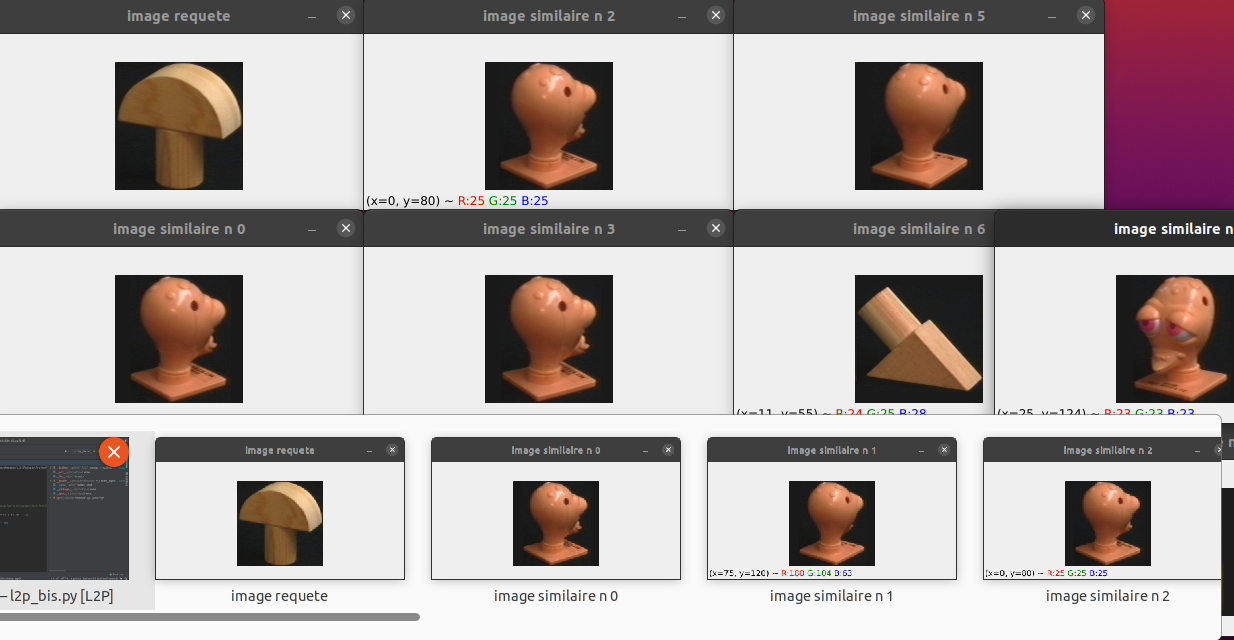 image requete
image similaire n 2
image similaire n 5
(x=0, y=80) ~ R:25 G:25 B:25
image similaire n 0
image similaire n 3
image similaire n 6
image similaire n
(x=11, y=55) ~ R:24 G:25 B:28
(x=25, y=124) ~ R:23 G:23 B:23
image requete
image similaire n 0
image similaire n 1
image similaire n 2
(x=75, y=120) ~ R:180 G:104 B:63
(x=0, y=80) ~ R:25 G:25 B:25
– l2p_bis.py [L2P]
image requete
image similaire n 0
image similaire n 1
image similaire n 2